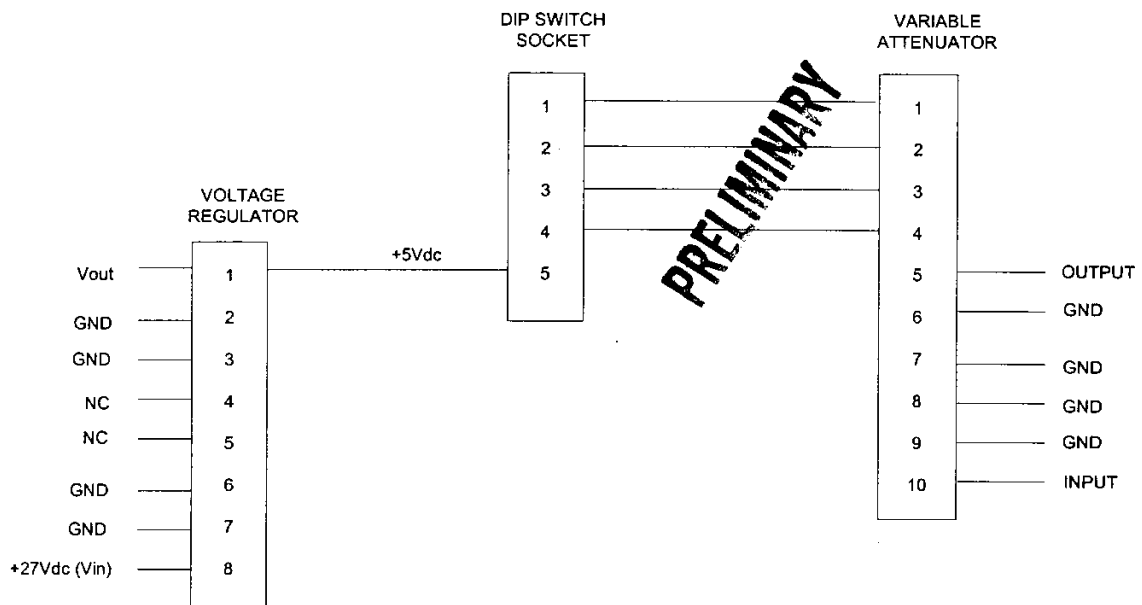 DIP SWITCH
SOCKET
VARIABLE
ATTENUATOR
1
2
3
4
5
1
2
3
4
5
6
7
8
9
10
OUTPUT
GND
GND
GND
GND
INPUT
PRELIMINARY
VOLTAGE
REGULATOR
+5Vdc
Vout
GND
GND
NC
NC
GND
GND
+27Vdc (Vin)
1
2
3
4
5
6
7
8